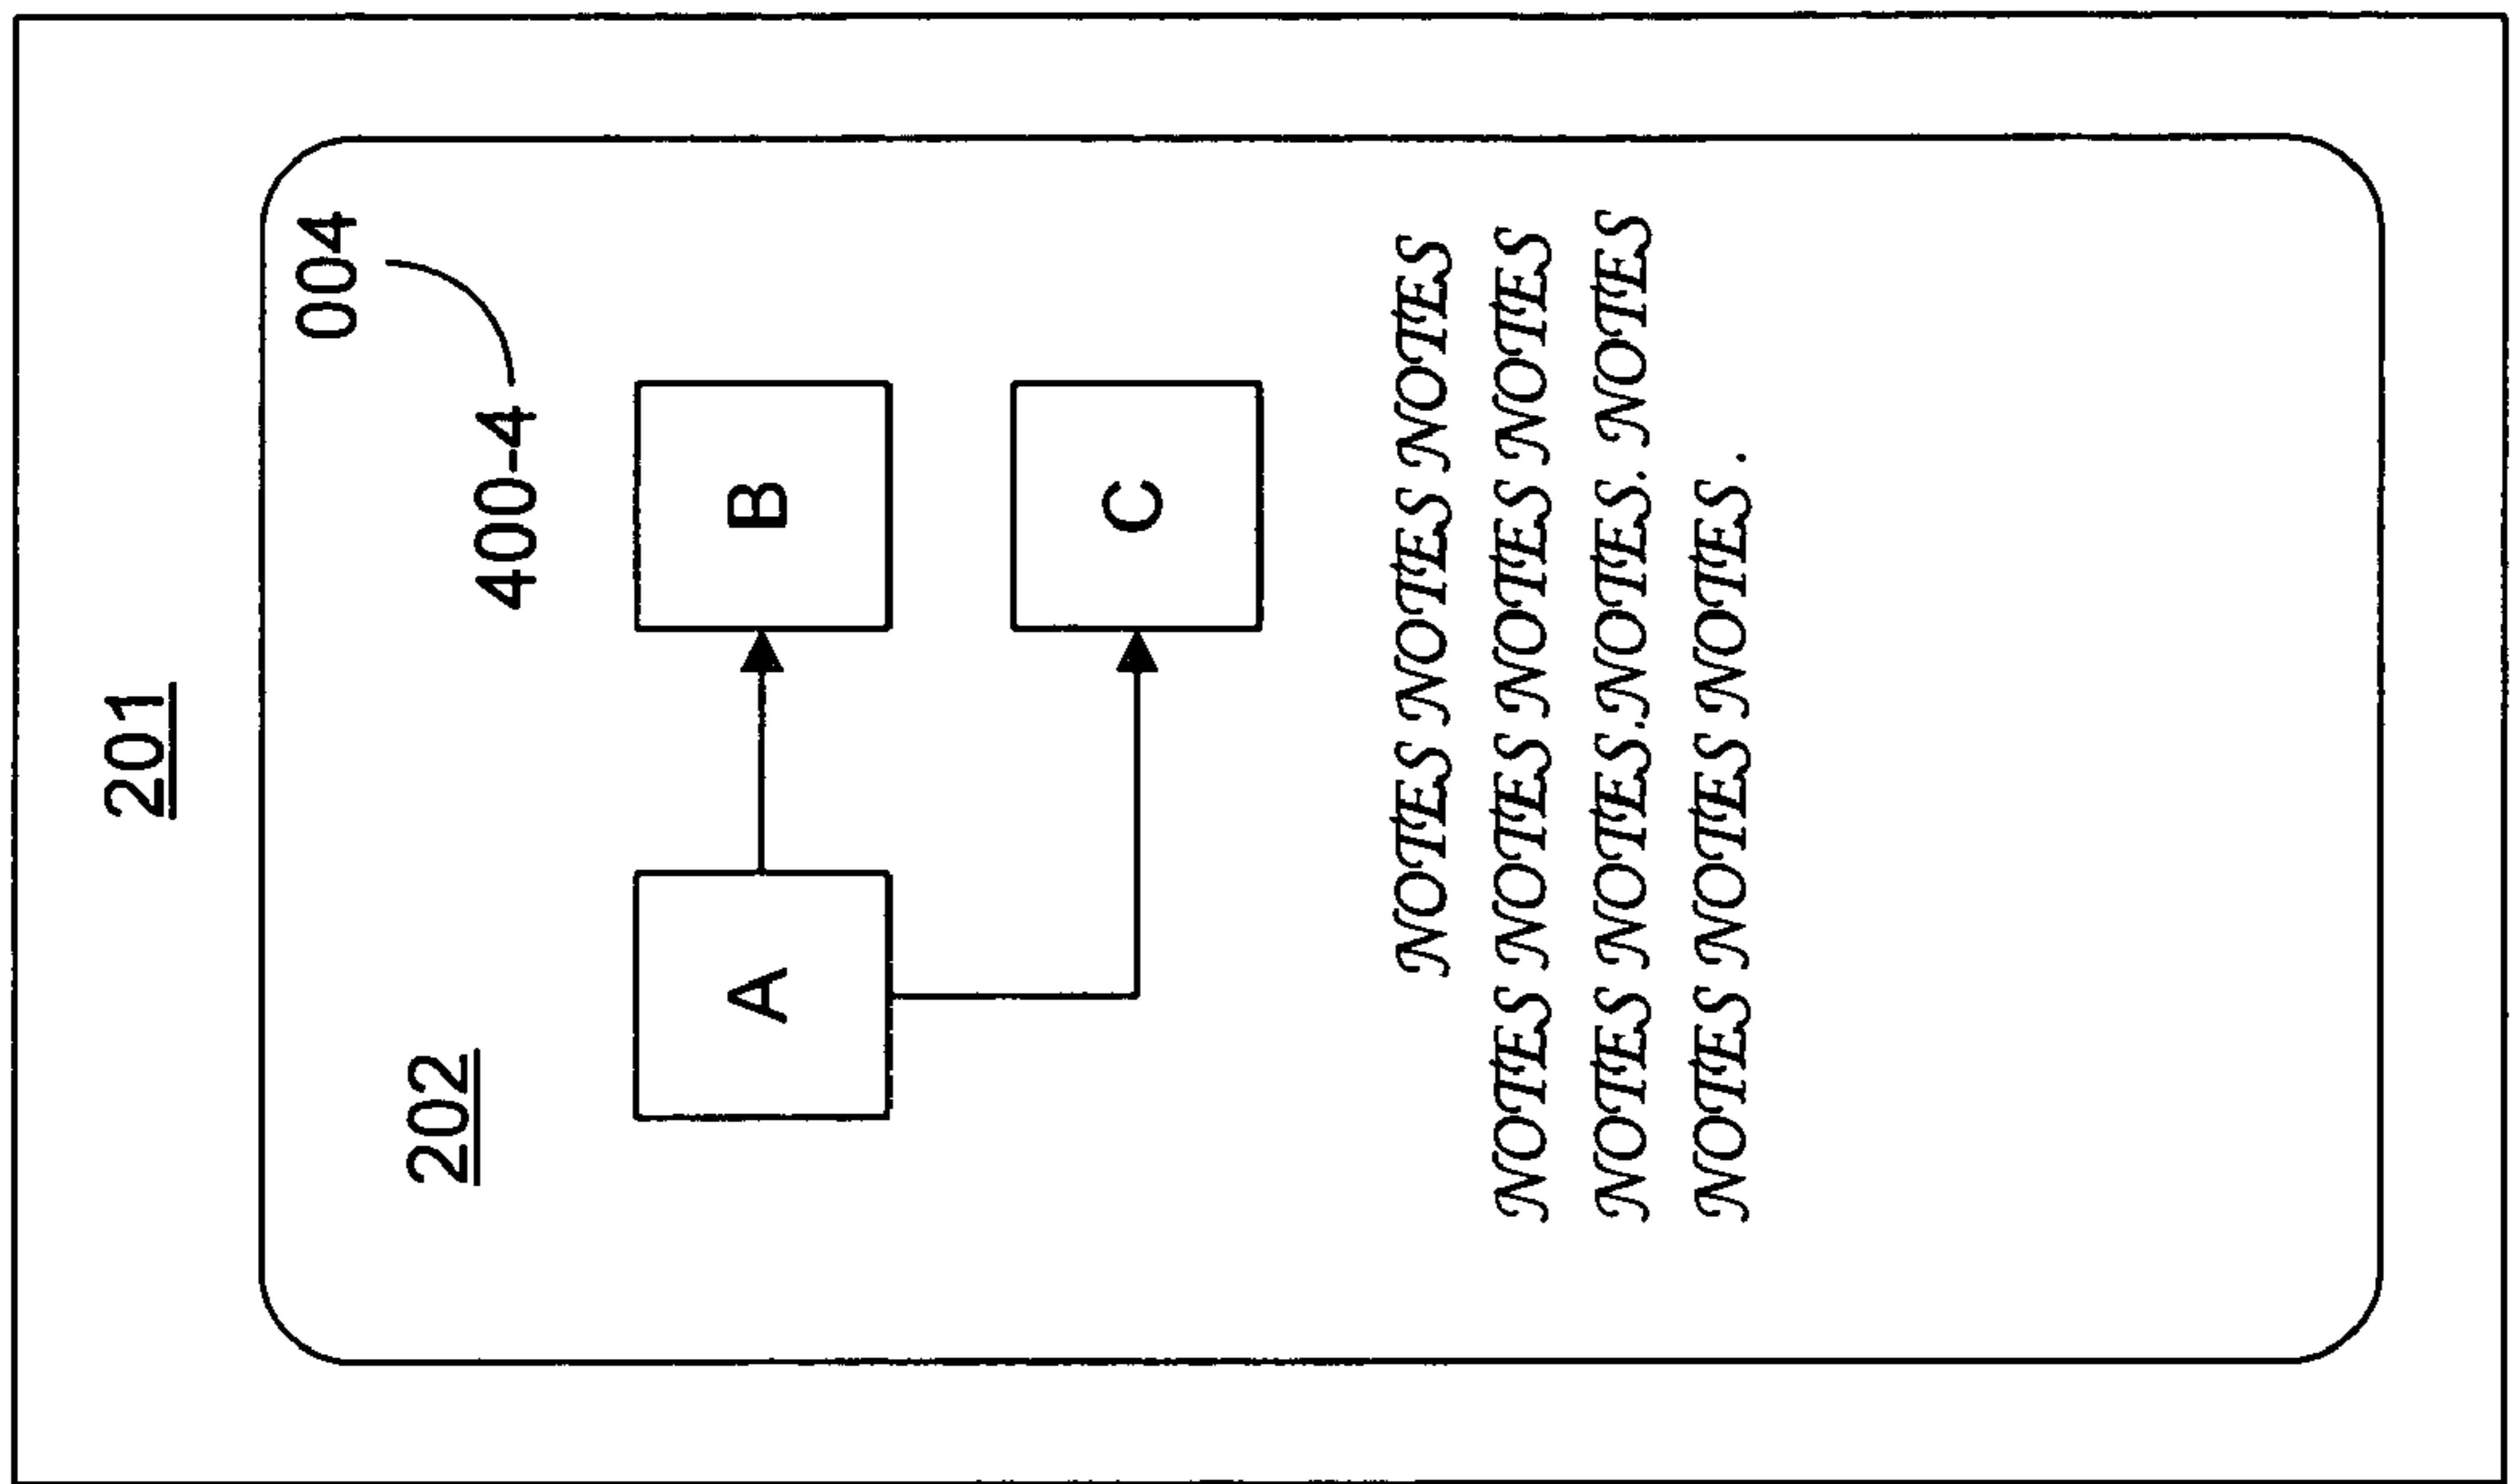 201
004
202
400-4
A B
C
NOTES NOTES NOTES
NOTES NOTES NOTES NOTES
NOTES NOTES.NOTES. NOTES
NOTES NOTES NOTES .